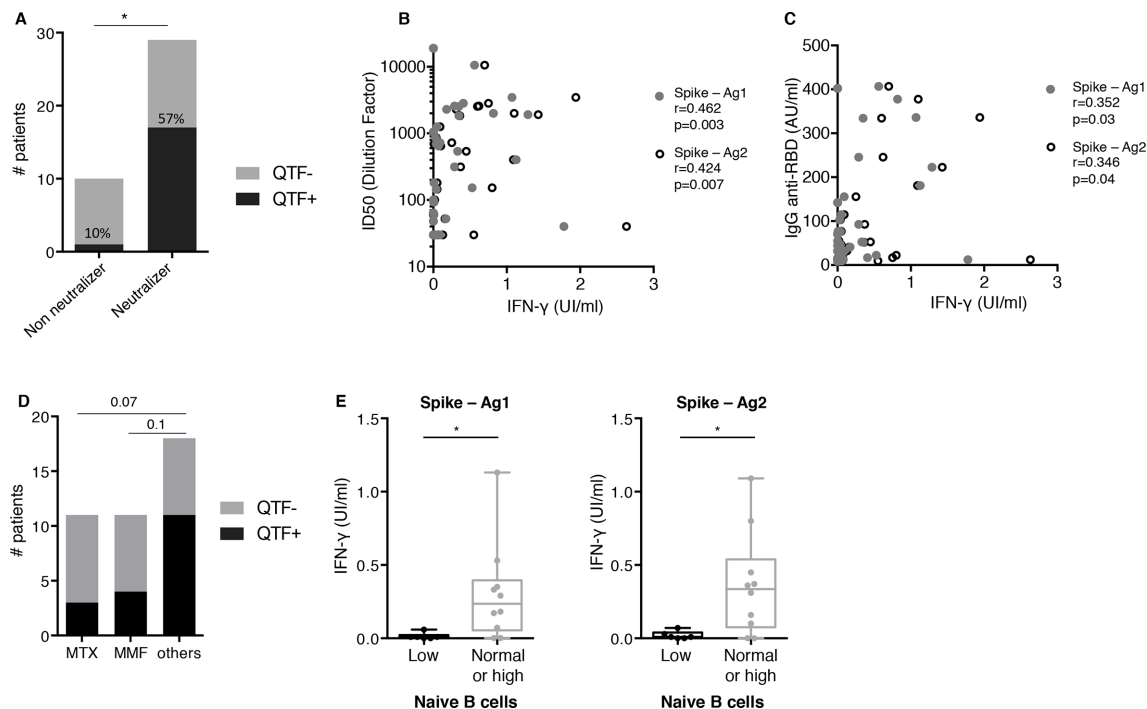 A
*
30
20
10
0
# patients
57%
10%
Non neutralizer
Neutralizer
QTF-
QTF+
B
10000
1000
100
10
ID50 (Dilution Factor)
0
1
2
3
IFN-γ (UI/ml)
Spike – Ag1
r=0.462
p=0.003
Spike – Ag2
r=0.424
p=0.007
C
500
400
300
200
100
0
IgG anti-RBD (AU/ml)
0
1
2
3
IFN-γ (UI/ml)
Spike – Ag1
r=0.352
p=0.03
Spike – Ag2
r=0.346
p=0.04
D
0.07
0.1
20
15
10
5
0
# patients
MTX
MMF
others
QTF-
QTF+
E
Spike – Ag1
*
1.5
1.0
0.5
0.0
IFN-γ (UI/ml)
Low
Normal
or high
Naive B cells
Spike – Ag2
*
1.5
1.0
0.5
0.0
IFN-γ (UI/ml)
Low
Normal
or high
Naive B cells